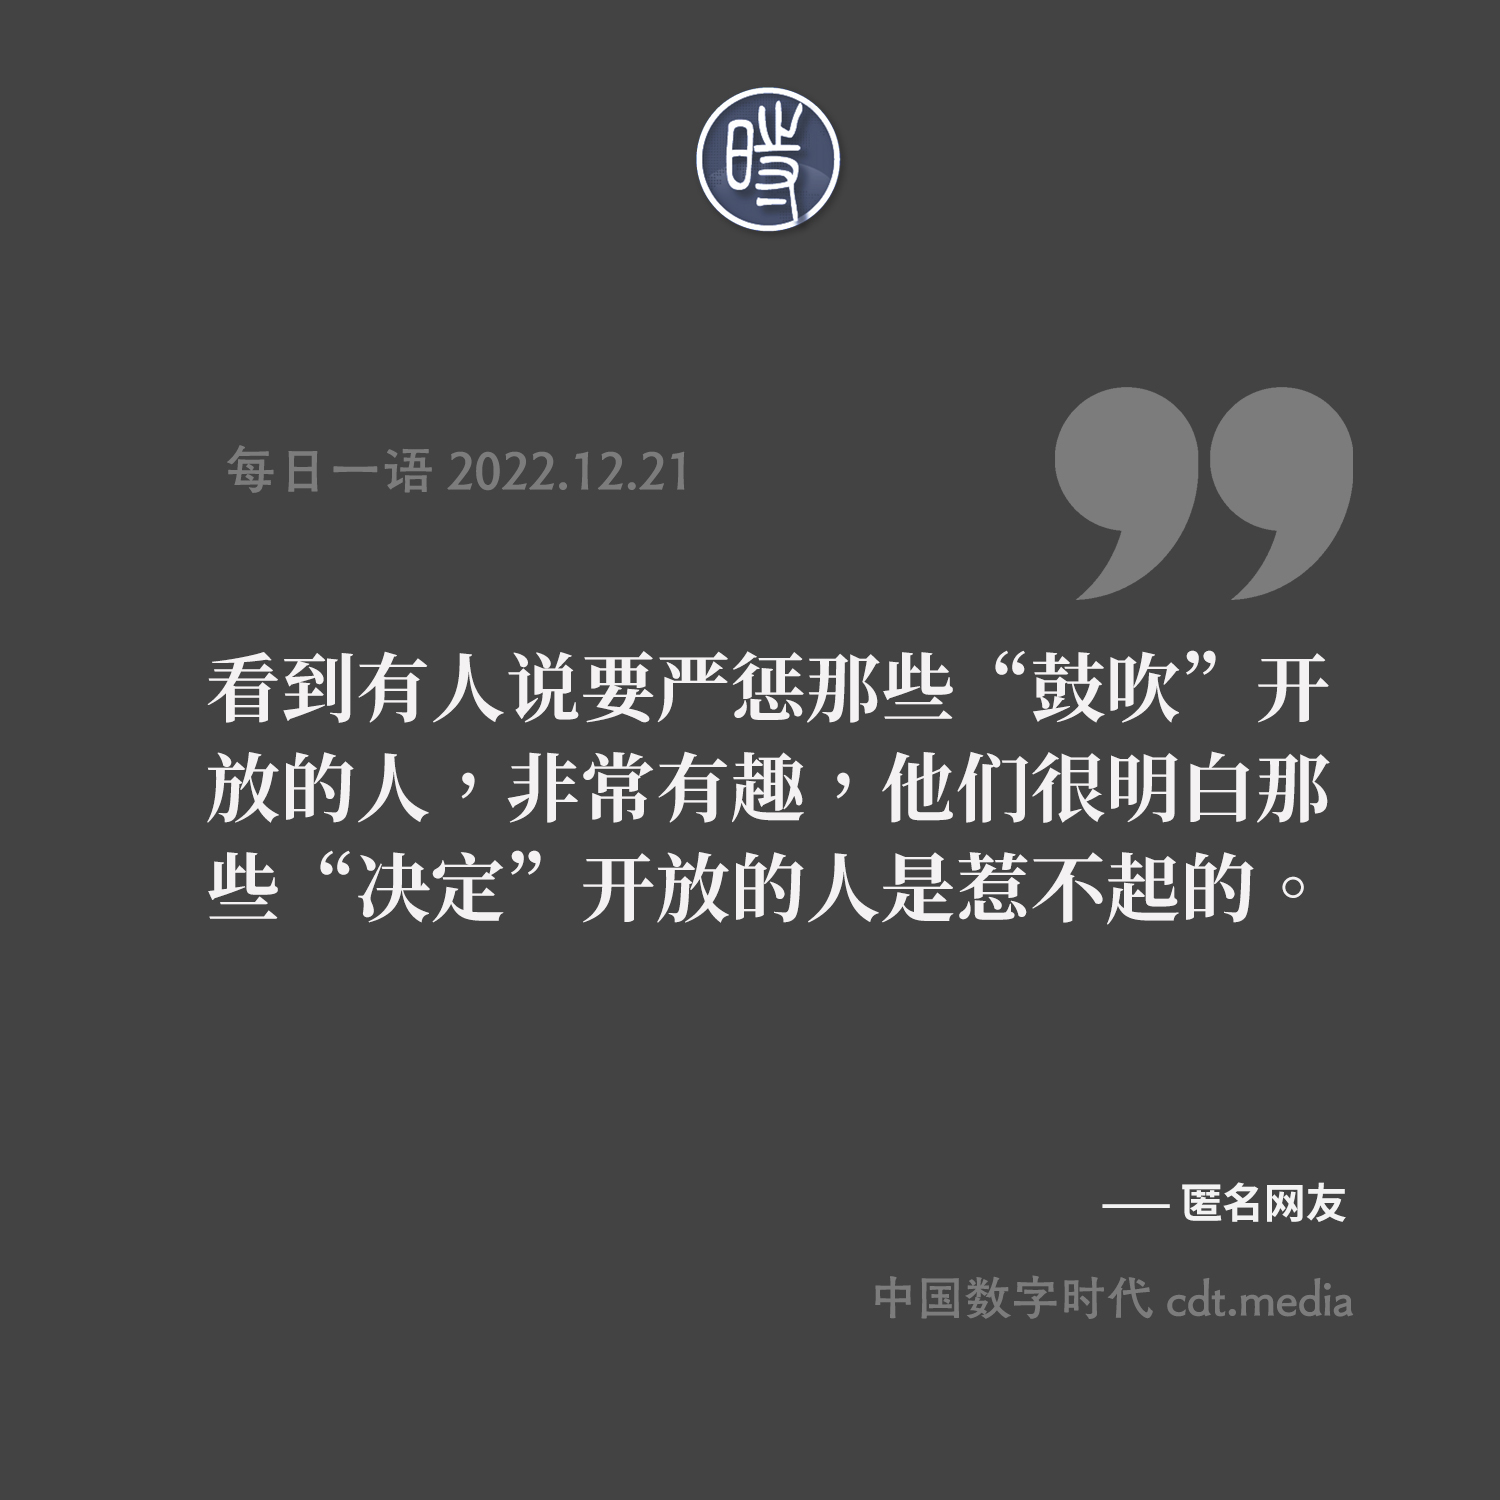 時
每日一语 2022.12.21
看到有人说要严惩那些“鼓吹”开
放的人，非常有趣，他们很明白那
些“决定”开放的人是惹不起的。
—— 匿名网友
中国数字时代 cdt.media